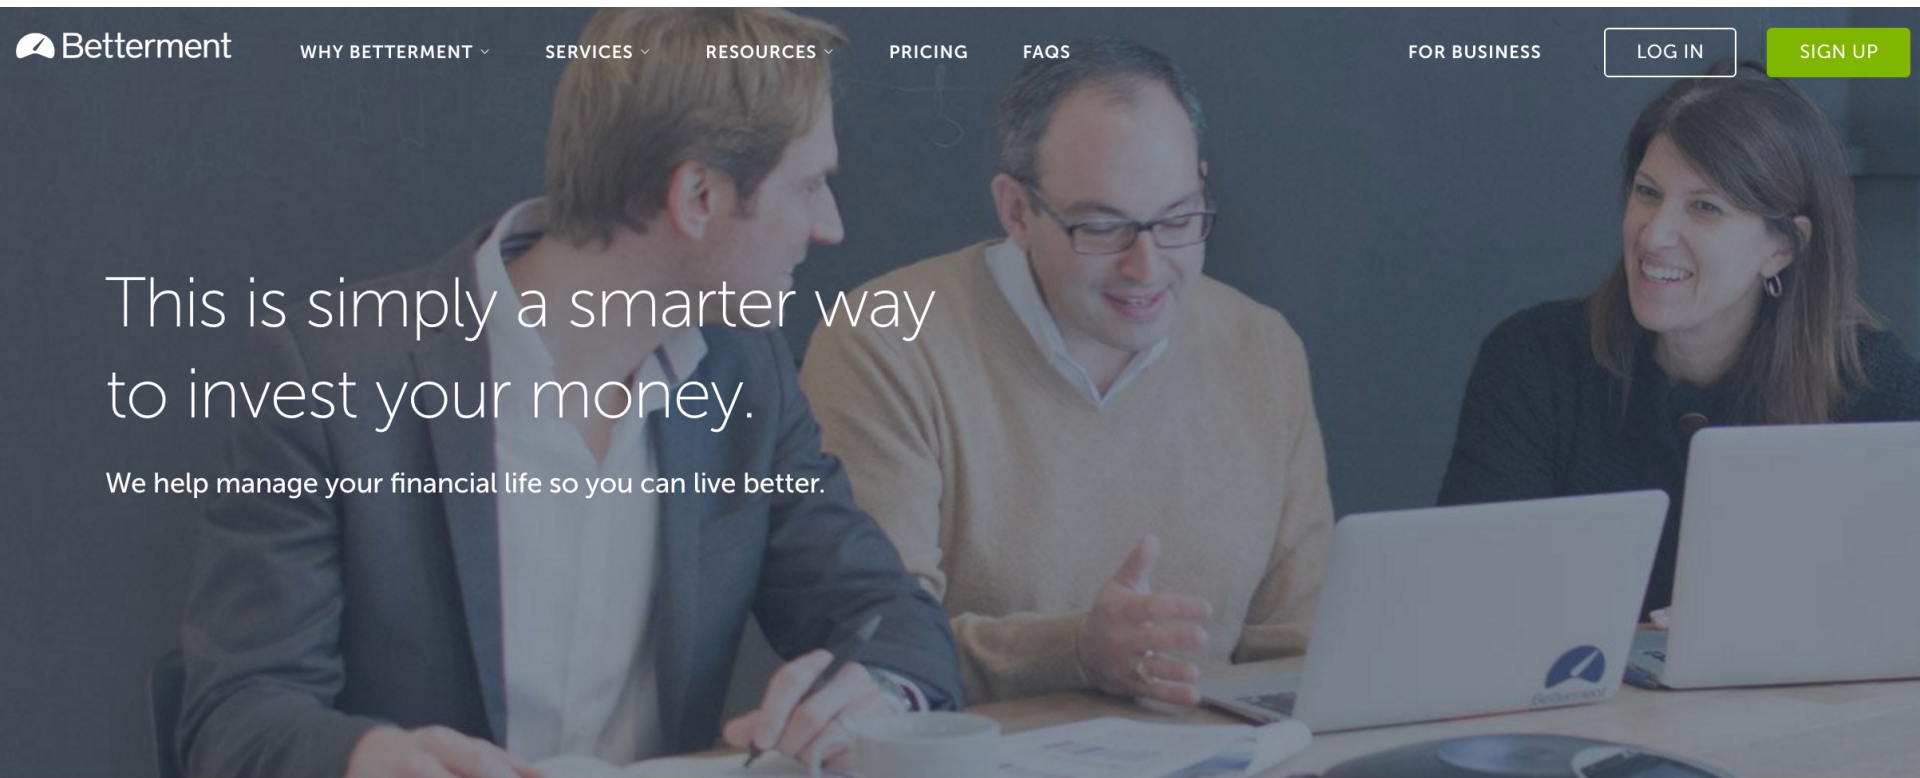 Betterment
WHY BETTERMENT
SERVICES
RESOURCES
PRICING
FAQS
FOR BUSINESS
LOG IN
SIGN UP
This is simply a smarter way
to invest your money.
We help manage your financial life so you can live better.
Betterment